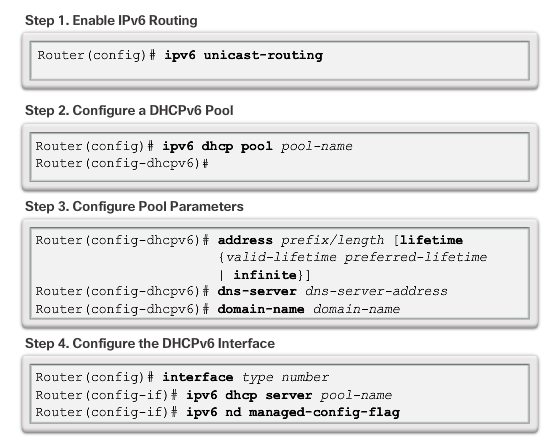 Step 1. Enable IPv6 Routing
Router(config)# ipv6 unicast-routing
Step 2. Configure a DHCPv6 Pool
Router(config)# ipv6 dhcp pool pool-name
Router(config-dhcpv6)#
Step 3. Configure Pool Parameters
Router(config-dhcpv6)# address prefix/length [lifetime
{valid-lifetime preferred-lifetime
| infinite}]
Router(config-dhcpv6)# dns-server dns-server-address
Router(config-dhcpv6)# domain-name domain-name
Step 4. Configure the DHCPv6 Interface
Router(config)# interface type number
Router(config-if)# ipv6 dhcp server pool-name
Router(config-if)# ipv6 nd managed-config-flag